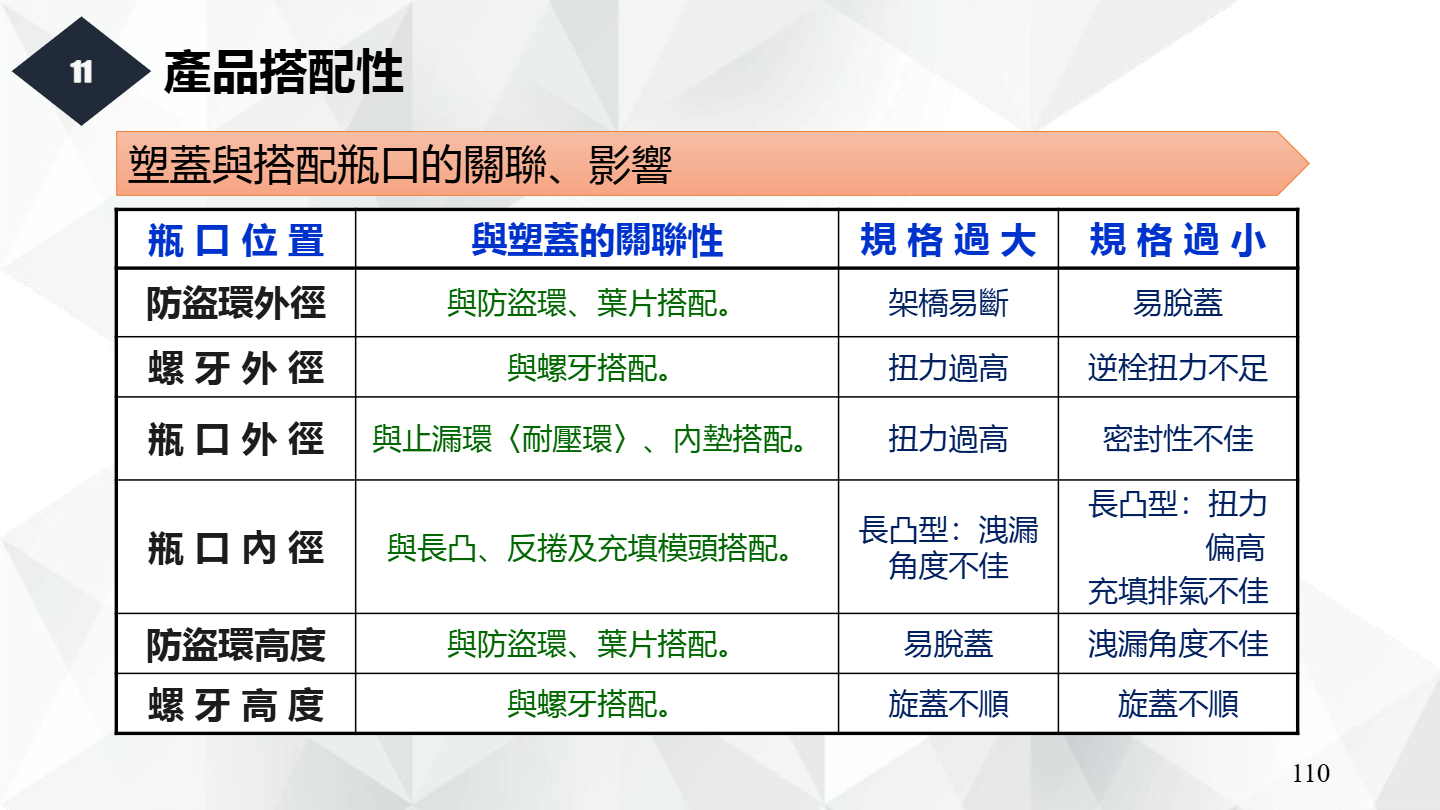 11
產品搭配性
塑蓋與搭配瓶口的關聯、影響
瓶口位置 與塑蓋的關聯性 規格過大 規格過小
防盜環外徑 與防盜環、葉片搭配。 架橋易斷 易脫蓋
螺牙外徑 與螺牙搭配。 扭力過高 逆栓扭力不足
瓶口外徑 與止漏環〈耐壓環〉、內墊搭配。 扭力過高 密封性不佳
瓶口內徑 與長凸、反捲及充填模頭搭配。
長凸型：洩漏
角度不佳
長凸型：扭力
偏高
充填排氣不佳
防盜環高度 與防盜環、葉片搭配。 易脫蓋 洩漏角度不佳
螺牙高度 與螺牙搭配。 旋蓋不順 旋蓋不順
110